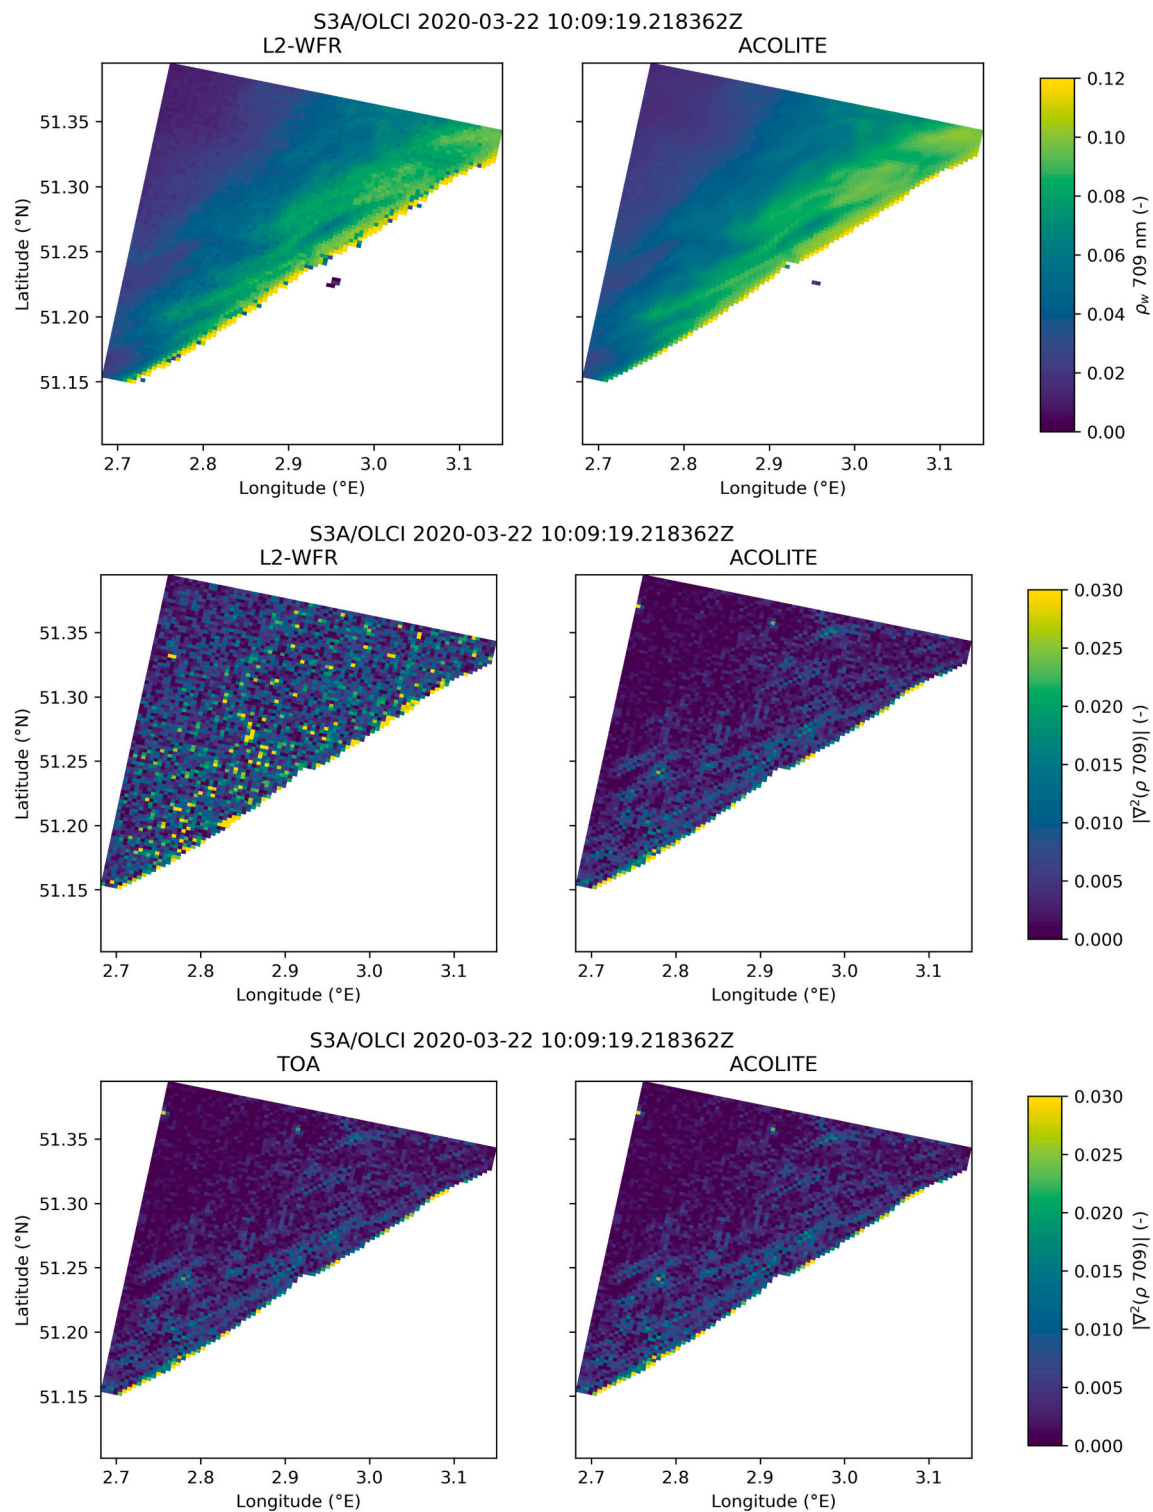 S3A/OLCI 2020-03-22 10:09:19.218362Z
L2-WFR
ACOLITE
51.35
51.30
51.25
51.20
51.15
Latitude (°N)
2.7 2.8 2.9 3.0 3.1
Longitude (°E)
2.7 2.8 2.9 3.0 3.1
Longitude (°E)
0.12
0.10
0.08
0.06
0.04
0.02
0.00
ρw 709 nm (-)
S3A/OLCI 2020-03-22 10:09:19.218362Z
L2-WFR
ACOLITE
51.35
51.30
51.25
51.20
51.15
Latitude (°N)
2.7 2.8 2.9 3.0 3.1
Longitude (°E)
2.7 2.8 2.9 3.0 3.1
Longitude (°E)
0.030
0.025
0.020
0.015
0.010
0.005
0.000
|∇²(ρ 709)| (-)
S3A/OLCI 2020-03-22 10:09:19.218362Z
TOA
ACOLITE
51.35
51.30
51.25
51.20
51.15
Latitude (°N)
2.7 2.8 2.9 3.0 3.1
Longitude (°E)
2.7 2.8 2.9 3.0 3.1
Longitude (°E)
0.030
0.025
0.020
0.015
0.010
0.005
0.000
|∇²(ρ 709)| (-)